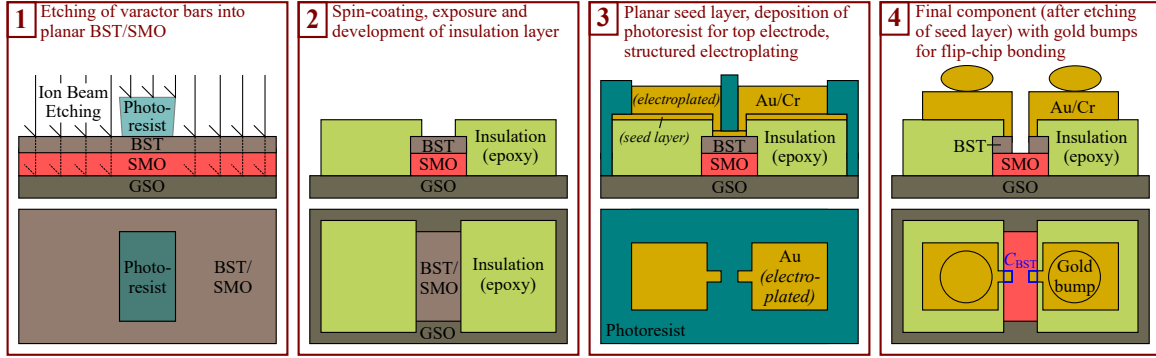 1 Etching of varactor bars into
planar BST/SMO
Ion Beam
Etching
Photo-
resist
BST
SMO
GSO
Photo-
resist
BST/
SMO
2 Spin-coating, exposure and
development of insulation layer
Insulation
(epoxy)
BST
SMO
GSO
BST/
SMO
Insulation
(epoxy)
GSO
3 Planar seed layer, deposition of
photoresist for top electrode,
structured electroplating
(electroplated)
Au/Cr
(seed layer)
Insulation
(epoxy)
BST
SMO
GSO
Au
(electro-
plated)
Photoresist
4 Final component (after etching
of seed layer) with gold bumps
for flip-chip bonding
Au/Cr
BST
Insulation
(epoxy)
SMO
GSO
C_BST
Gold
bump
GSO